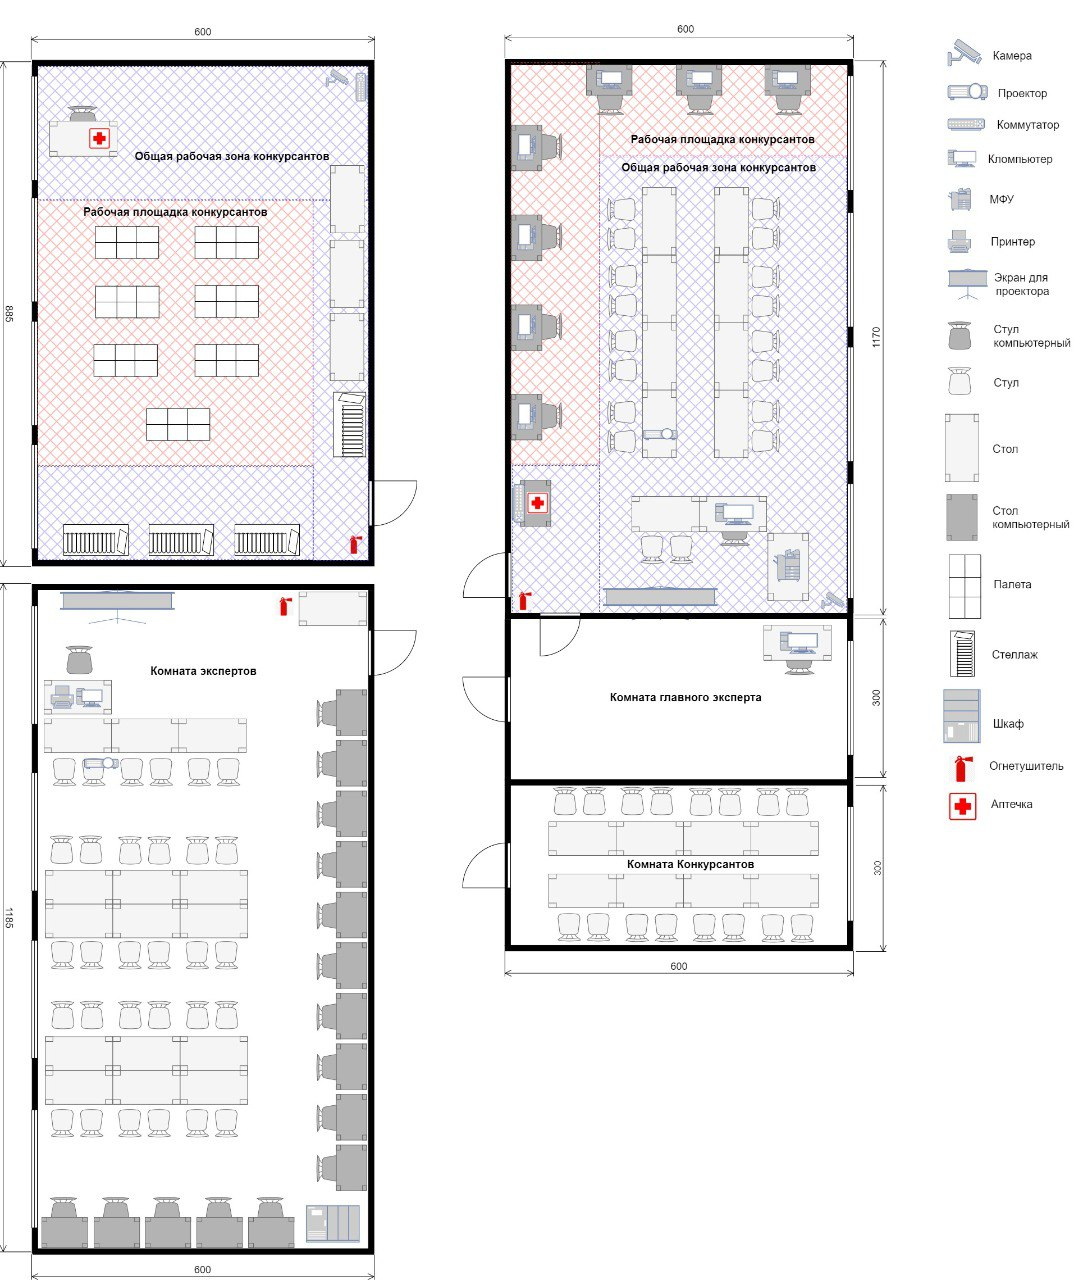 600
600
885
Общая рабочая зона конкурсантов
Рабочая площадка конкурсантов
Рабочая площадка конкурсантов
Общая рабочая зона конкурсантов
1170
Комната экспертов
1185
600
Комната главного эксперта
300
Комната Конкурсантов
300
600
Камера
Проектор
Коммутатор
Кломпьютер
МФУ
Принтер
Экран для
проектора
Стул
компьютерный
Стул
Стол
Стол
компьютерный
Палета
Стеллаж
Шкаф
Огнетушитель
Аптечка